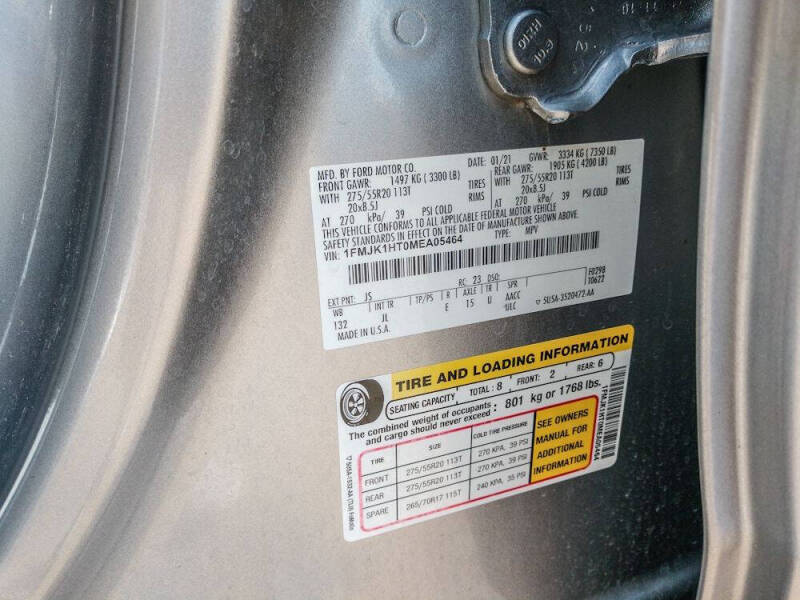 MFD. BY FORD MOTOR CO. DATE: 01/21 GVWR: 3334 KG (7350 LB)
FRONT GAWR: 1497 KG (3300 LB) REAR GAWR: 1905 KG (4200 LB)
WITH 275/55R20 113T TIRES 275/55R20 113T TIRES
20x8.5J RIMS WITH 20x8.5J RIMS
AT 270 kPa/ 39 PSI COLD AT 270 kPa/ 39 PSI COLD
THIS VEHICLE CONFORMS TO ALL APPLICABLE FEDERAL MOTOR VEHICLE
SAFETY STANDARDS IN EFFECT ON THE DATE OF MANUFACTURE SHOWN ABOVE.
VIN: 1FMJK1HT0MEA05464 TYPE: MPV
F0298
T0622
EXT PNT: JS RC: 23 DSO:
WB INT TR TP/PS R AXLE TR SPR
132 JL E 15 U AACC
MADE IN U.S.A. ULC
5U5A-3520472-AA
TIRE AND LOADING INFORMATION
SEATING CAPACITY TOTAL: 8 FRONT: 2 REAR: 6
The combined weight of occupants
and cargo should never exceed: 801 kg or 1768 lbs.
TIRE SIZE COLD TIRE PRESSURE
FRONT 275/55R20 113T 270 KPA, 39 PSI
REAR 275/55R20 113T 270 KPA, 39 PSI
SPARE 265/70R17 115T 240 KPA, 35 PSI
SEE OWNERS
MANUAL FOR
ADDITIONAL
INFORMATION
1FMJK1HT0MEA05464